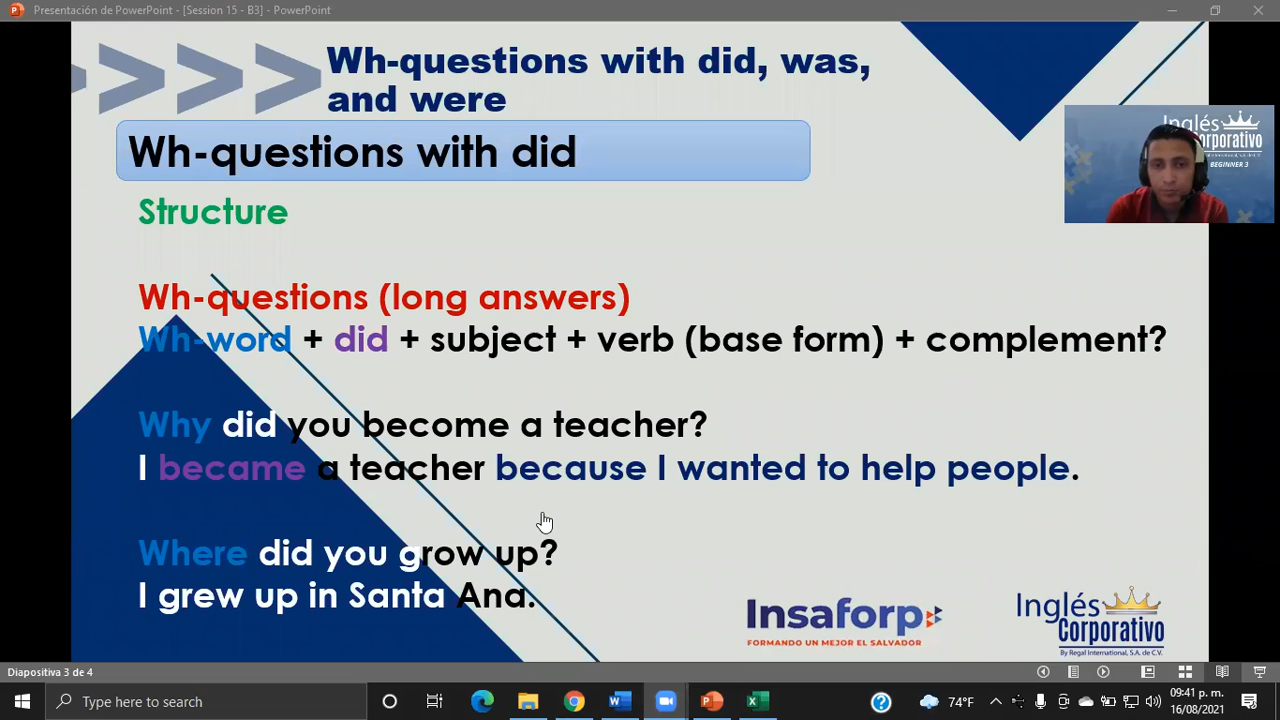 Presentación de PowerPoint - [Session 15 - B3] - PowerPoint
Wh-questions with did, was,
and were
Wh-questions with did
Structure
Wh-questions (long answers)
Wh-word + did + subject + verb (base form) + complement?
Why did you become a teacher?
I became a teacher because I wanted to help people.
Where did you grow up?
I grew up in Santa Ana.
Inglés
Corporativo
BEGINNER 3
Insaforp
FORMANDO UN MEJOR EL SALVADOR
Inglés
Corporativo
By Regal International, S.A. de C.V.
Diapositiva 3 de 4
Type here to search
74°F
09:41 p. m.
16/08/2021